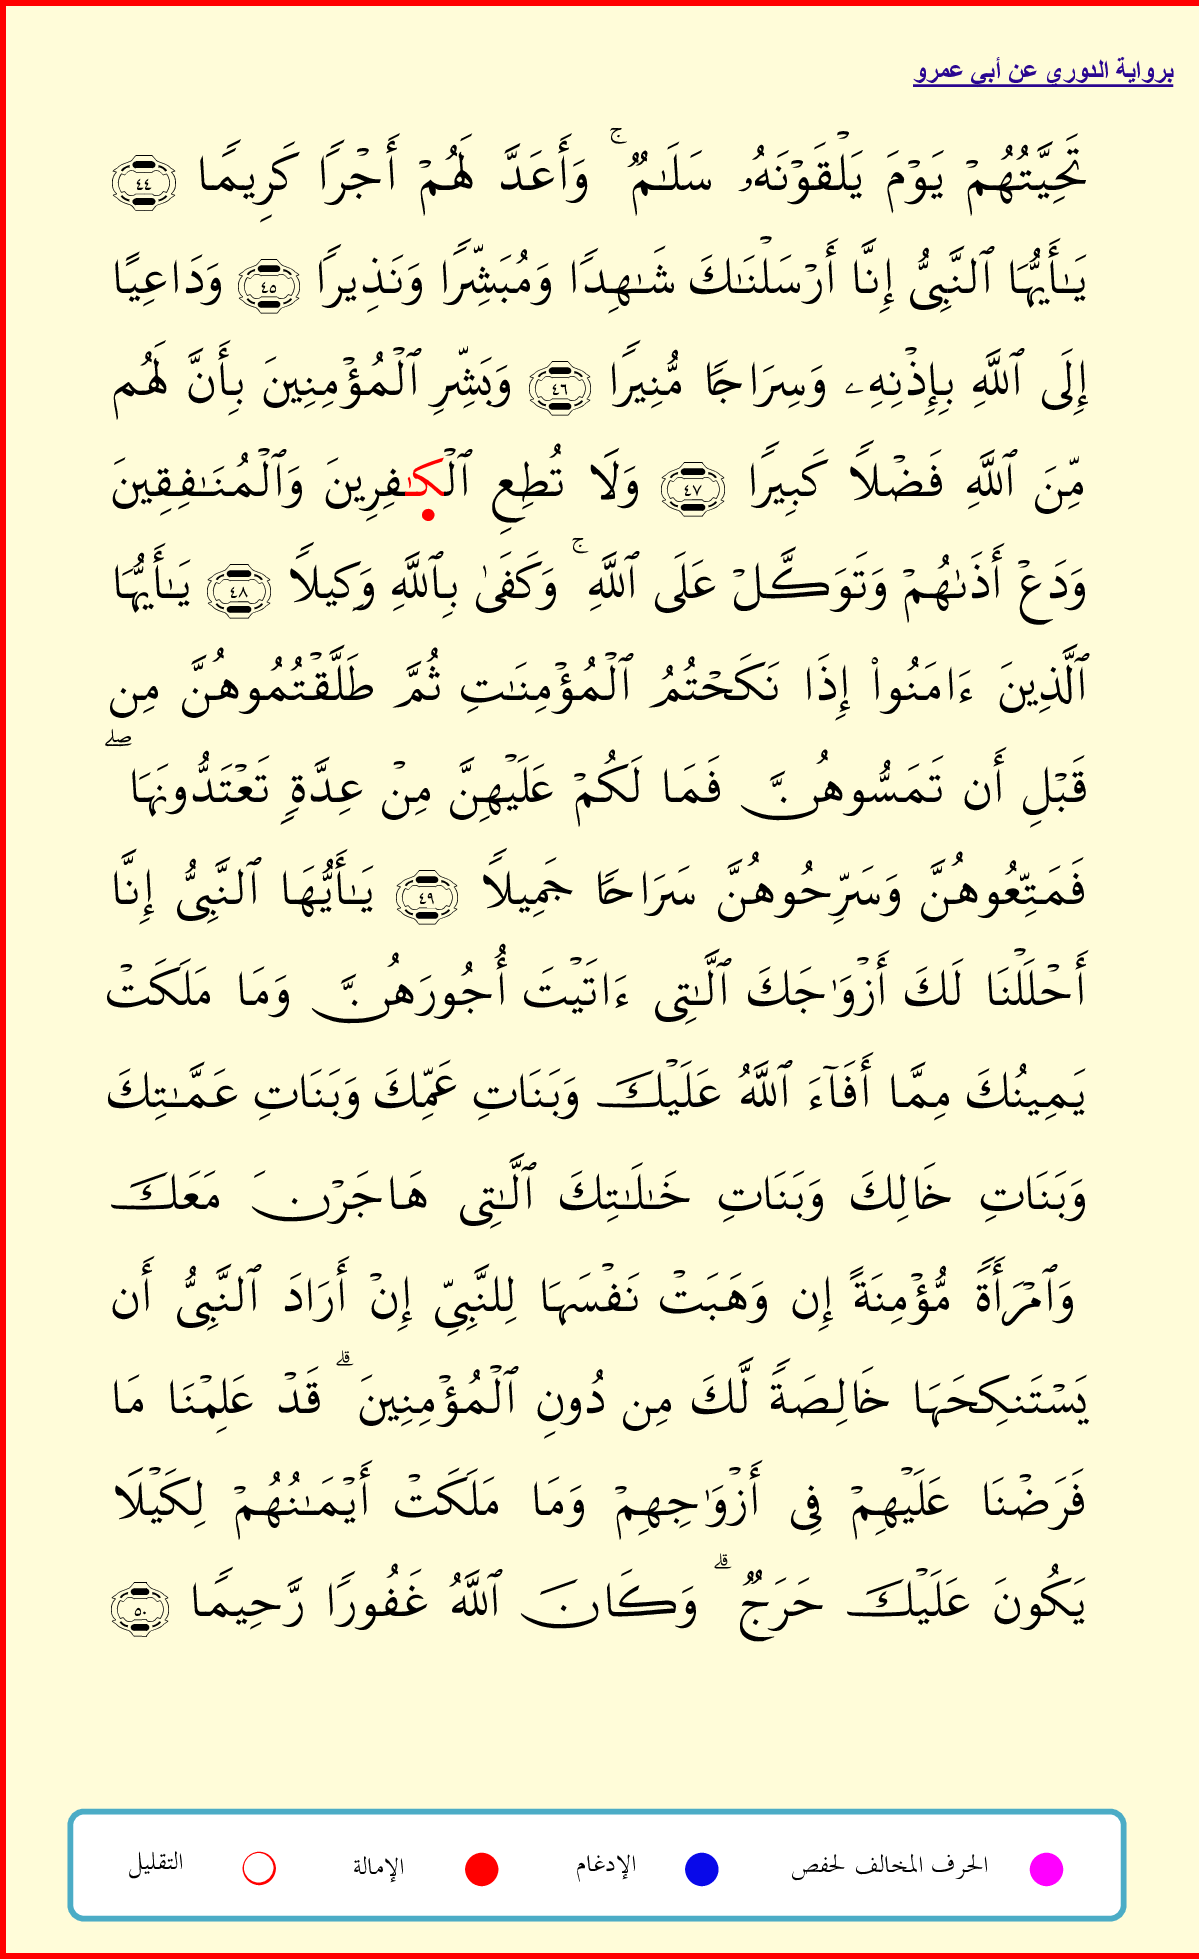 برواية الدوري عن أبي عمرو
تَحِيَّتُهُمۡ يَوۡمَ يَلۡقَوۡنَهُۥ سَلَٰمٞۚ وَأَعَدَّ لَهُمۡ أَجۡرٗا كَرِيمٗا ٤٤
يَٰأَيُّهَا ٱلنَّبِيُّ إِنَّا أَرۡسَلۡنَٰكَ شَٰهِدٗا وَمُبَشِّرٗا وَنَذِيرٗا ٤٥ وَدَاعِيًا
إِلَى ٱللَّهِ بِإِذۡنِهِۦ وَسِرَاجٗا مُّنِيرٗا ٤٦ وَبَشِّرِ ٱلۡمُؤۡمِنِينَ بِأَنَّ لَهُم
مِّنَ ٱللَّهِ فَضۡلٗا كَبِيرٗا ٤٧ وَلَا تُطِعِ ٱلۡكَٰفِرِينَ وَٱلۡمُنَٰفِقِينَ
وَدَعۡ أَذَىٰهُمۡ وَتَوَكَّلۡ عَلَى ٱللَّهِۚ وَكَفَىٰ بِٱللَّهِ وَكِيلٗا ٤٨ يَٰأَيُّهَا
ٱلَّذِينَ ءَامَنُواْ إِذَا نَكَحۡتُمُ ٱلۡمُؤۡمِنَٰتِ ثُمَّ طَلَّقۡتُمُوهُنَّ مِن
قَبۡلِ أَن تَمَسُّوهُنَّ فَمَا لَكُمۡ عَلَيۡهِنَّ مِنۡ عِدَّةٖ تَعۡتَدُّونَهَاۖ
فَمَتِّعُوهُنَّ وَسَرِّحُوهُنَّ سَرَاحٗا جَمِيلٗا ٤٩ يَٰأَيُّهَا ٱلنَّبِيُّ إِنَّا
أَحۡلَلۡنَا لَكَ أَزۡوَٰجَكَ ٱلَّٰتِي ءَاتَيۡتَ أُجُورَهُنَّ وَمَا مَلَكَتۡ
يَمِينُكَ مِمَّا أَفَآءَ ٱللَّهُ عَلَيۡكَ وَبَنَاتِ عَمِّكَ وَبَنَاتِ عَمَّٰتِكَ
وَبَنَاتِ خَالِكَ وَبَنَاتِ خَٰلَٰتِكَ ٱلَّٰتِي هَاجَرۡنَ مَعَكَ
وَٱمۡرَأَةٗ مُّؤۡمِنَةً إِن وَهَبَتۡ نَفۡسَهَا لِلنَّبِيِّ إِنۡ أَرَادَ ٱلنَّبِيُّ أَن
يَسۡتَنكِحَهَا خَالِصَةٗ لَّكَ مِن دُونِ ٱلۡمُؤۡمِنِينَۗ قَدۡ عَلِمۡنَا مَا
فَرَضۡنَا عَلَيۡهِمۡ فِي أَزۡوَٰجِهِمۡ وَمَا مَلَكَتۡ أَيۡمَٰنُهُمۡ لِكَيۡلَا
يَكُونَ عَلَيۡكَ حَرَجٞۗ وَكَانَ ٱللَّهُ غَفُورٗا رَّحِيمٗا ٥٠
الحرف المخالف لحفص الإدغام الإمالة التقليل